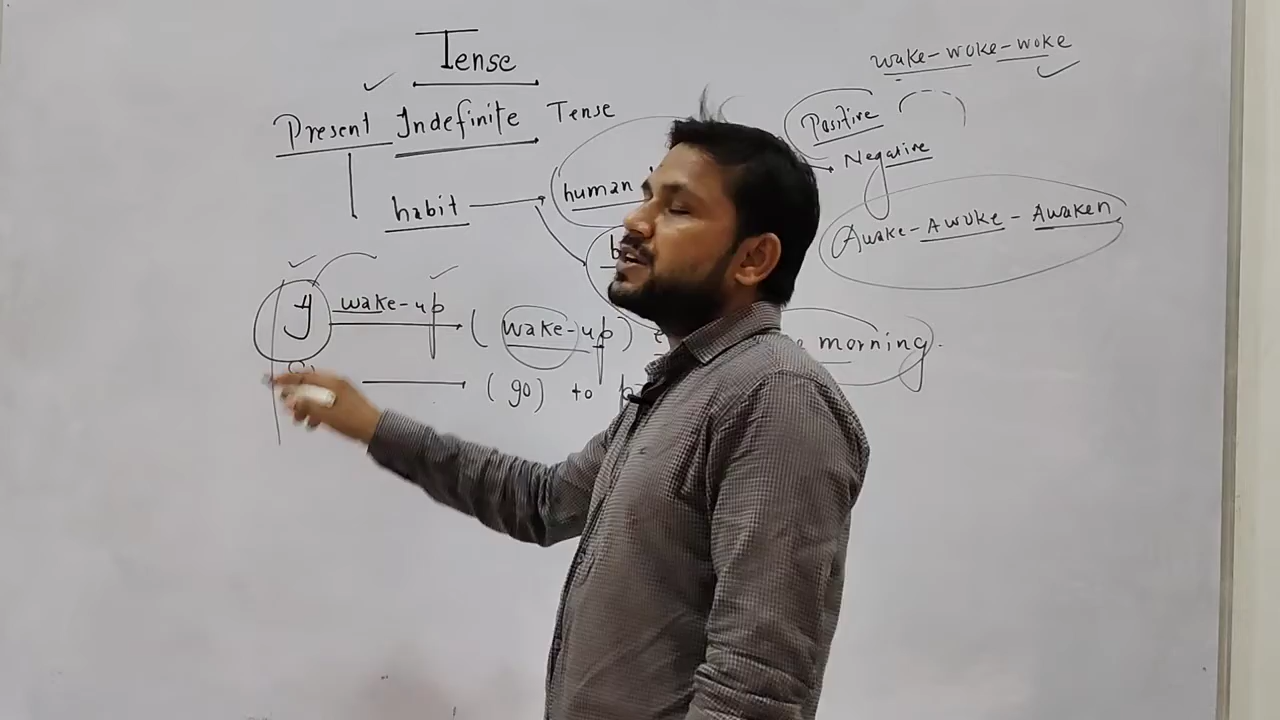 Tense
wake-woke-woke
Present Indefinite Tense
Positive
Negative
habit
human
Awake-Awoke-Awaken
wake-up
(wake-up)
morning.
(go) to